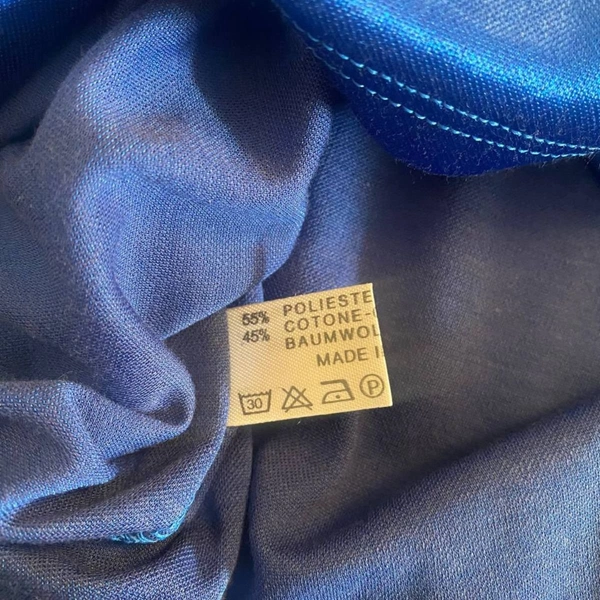 55% POLIESTE
45% COTONE-
BAUMWOL
MADE I
30
P